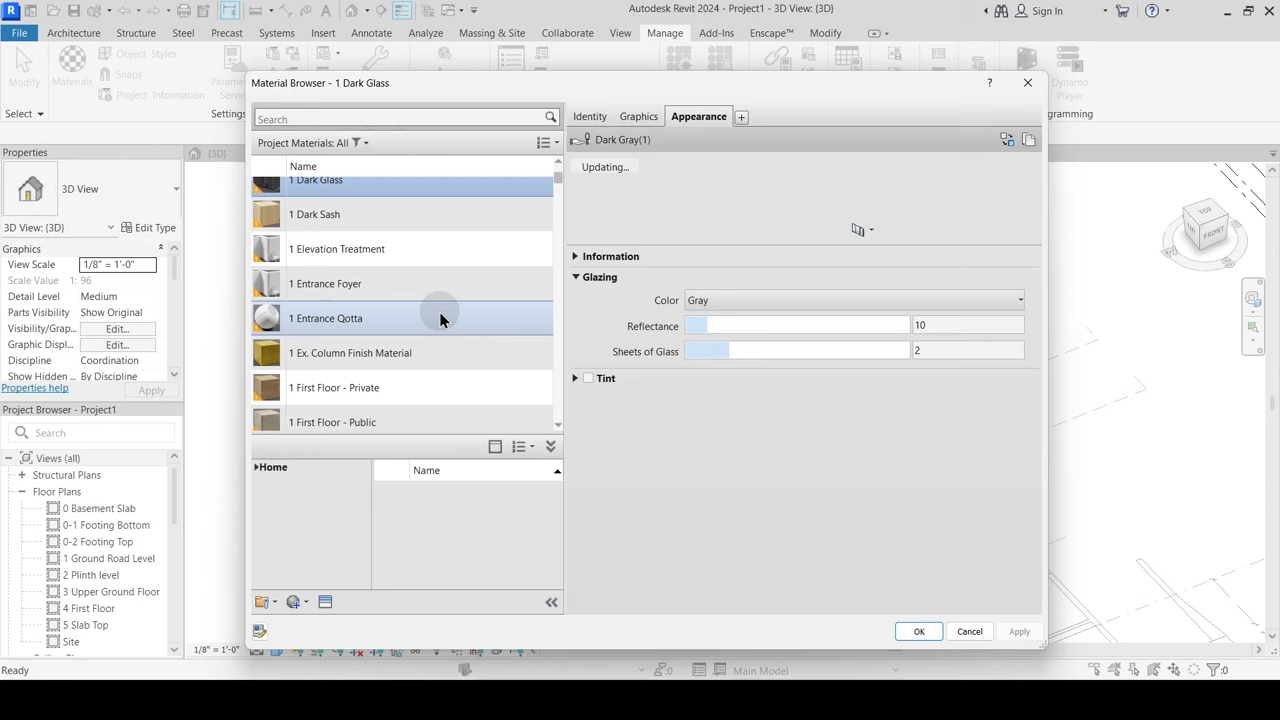 Autodesk Revit 2024 - Project1 - 3D View: {3D}
Sign In
File Architecture Structure Steel Precast Systems Insert Annotate Analyze Massing & Site Collaborate View Manage Add-Ins Enscape™ Modify
Modify
Materials
Object Styles
Snaps
Project Information
Dynamo
Player
Select
Settings
Properties
3D View
3D View: {3D}
Edit Type
Graphics
View Scale 1/8" = 1'-0"
Scale Value 1: 96
Detail Level Medium
Parts Visibility Show Original
Visibility/Grap... Edit...
Graphic Displ... Edit...
Discipline Coordination
Show Hidden By Discipline
Properties help
Apply
Project Browser - Project1
Search
Views (all)
Structural Plans
Floor Plans
0 Basement Slab
0-1 Footing Bottom
0-2 Footing Top
1 Ground Road Level
2 Plinth level
3 Upper Ground Floor
4 First Floor
5 Slab Top
Site
{3D}
TOP
FRONT
Material Browser - 1 Dark Glass
?
Search
Project Materials: All
Name
1 Dark Glass
1 Dark Sash
1 Elevation Treatment
1 Entrance Foyer
1 Entrance Qotta
1 Ex. Column Finish Material
1 First Floor - Private
1 First Floor - Public
Home
Name
Identity Graphics Appearance +
Dark Gray(1)
Updating...
Information
Glazing
Color Gray
Reflectance 10
Sheets of Glass 2
Tint
OK Cancel Apply
1/8" = 1'-0"
Ready
:0
Main Model
:0